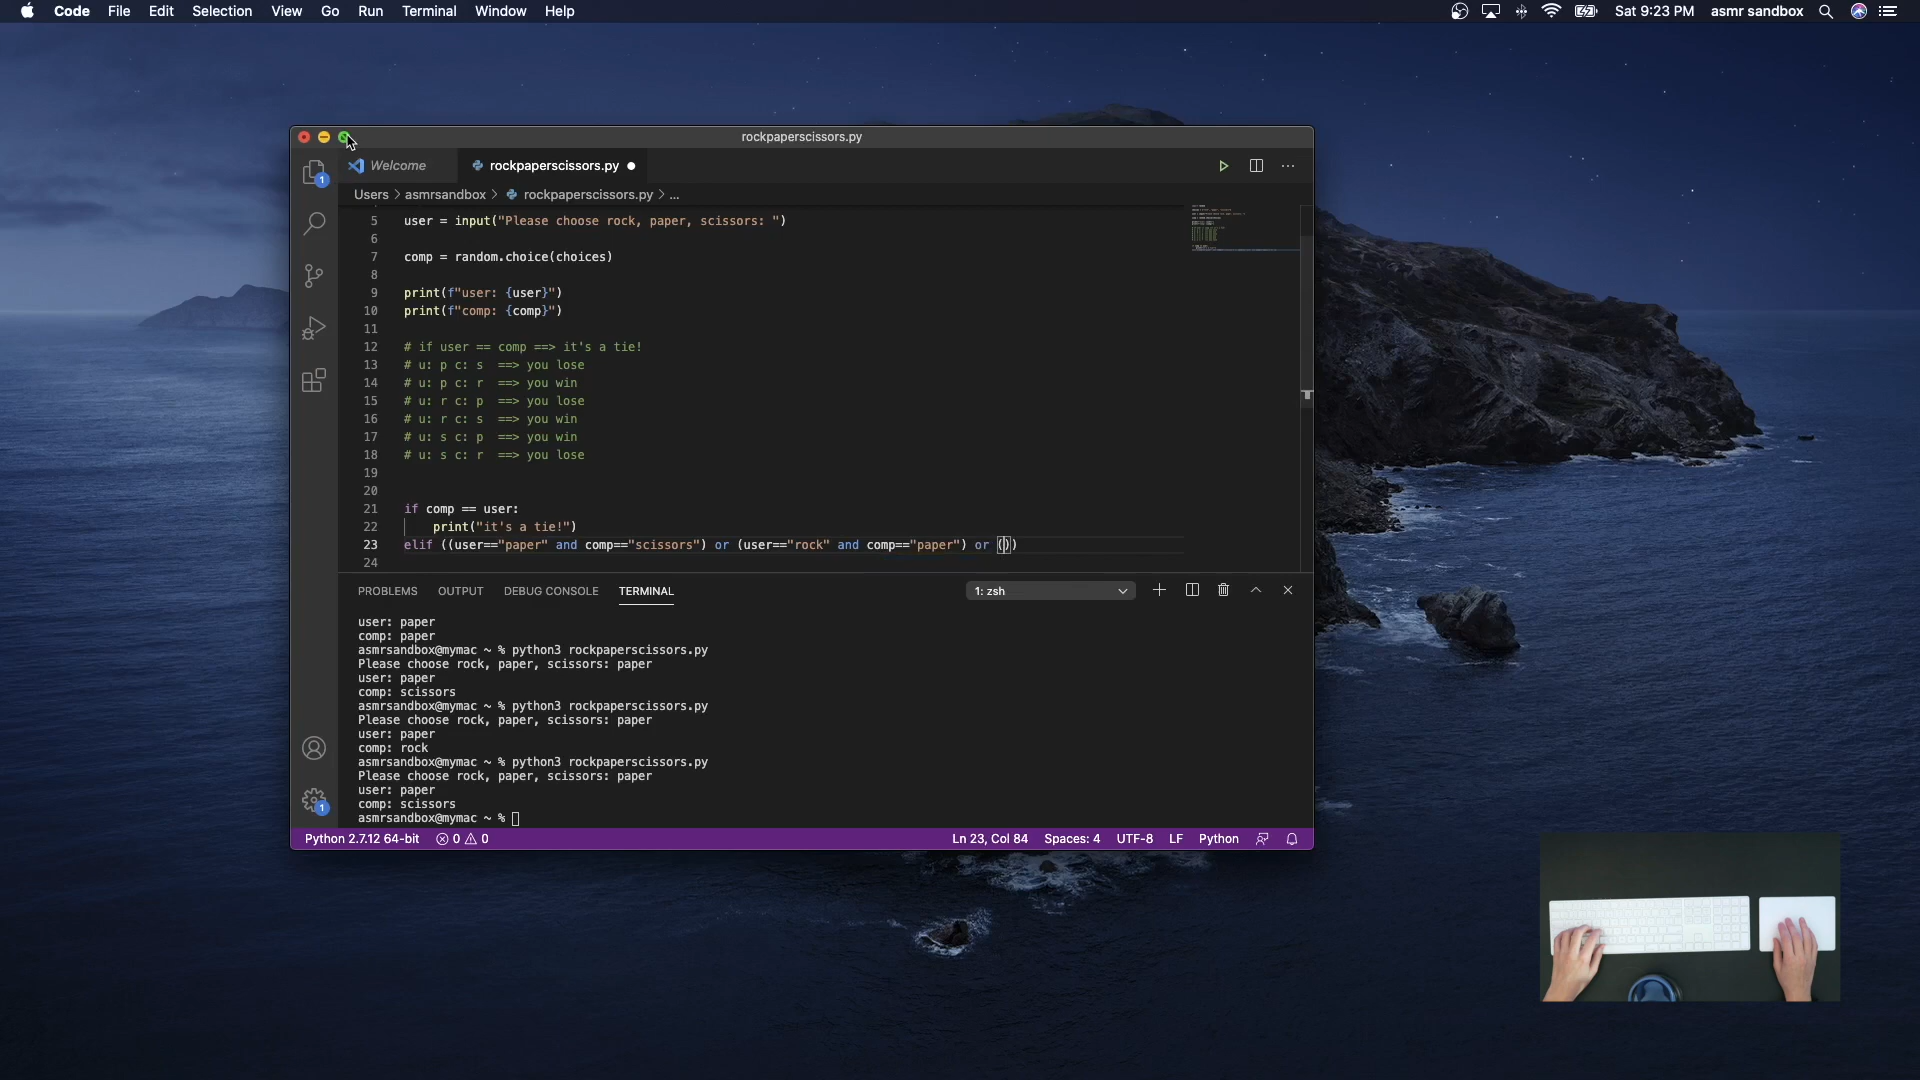 Code File Edit Selection View Go Run Terminal Window Help
Sat 9:23 PM asmr sandbox
rockpaperscissors.py
Welcome
rockpaperscissors.py
1
Users > asmrsandbox > rockpaperscissors.py > ...
5 user = input("Please choose rock, paper, scissors: ")
6
7 comp = random.choice(choices)
8
9 print(f"user: {user}")
10 print(f"comp: {comp}")
11
12 # if user == comp ==> it's a tie!
13 # u: p c: s ==> you lose
14 # u: p c: r ==> you win
15 # u: r c: p ==> you lose
16 # u: r c: s ==> you win
17 # u: s c: p ==> you win
18 # u: s c: r ==> you lose
19
20
21 if comp == user:
22 print("it's a tie!")
23 elif ((user=="paper" and comp=="scissors") or (user=="rock" and comp=="paper") or ())
24
PROBLEMS OUTPUT DEBUG CONSOLE TERMINAL
1: zsh
user: paper
comp: paper
asmrsandbox@mymac ~ % python3 rockpaperscissors.py
Please choose rock, paper, scissors: paper
user: paper
comp: scissors
asmrsandbox@mymac ~ % python3 rockpaperscissors.py
Please choose rock, paper, scissors: paper
user: paper
comp: rock
asmrsandbox@mymac ~ % python3 rockpaperscissors.py
Please choose rock, paper, scissors: paper
user: paper
comp: scissors
asmrsandbox@mymac ~ %
1
Python 2.7.12 64-bit 0 0
Ln 23, Col 84 Spaces: 4 UTF-8 LF Python